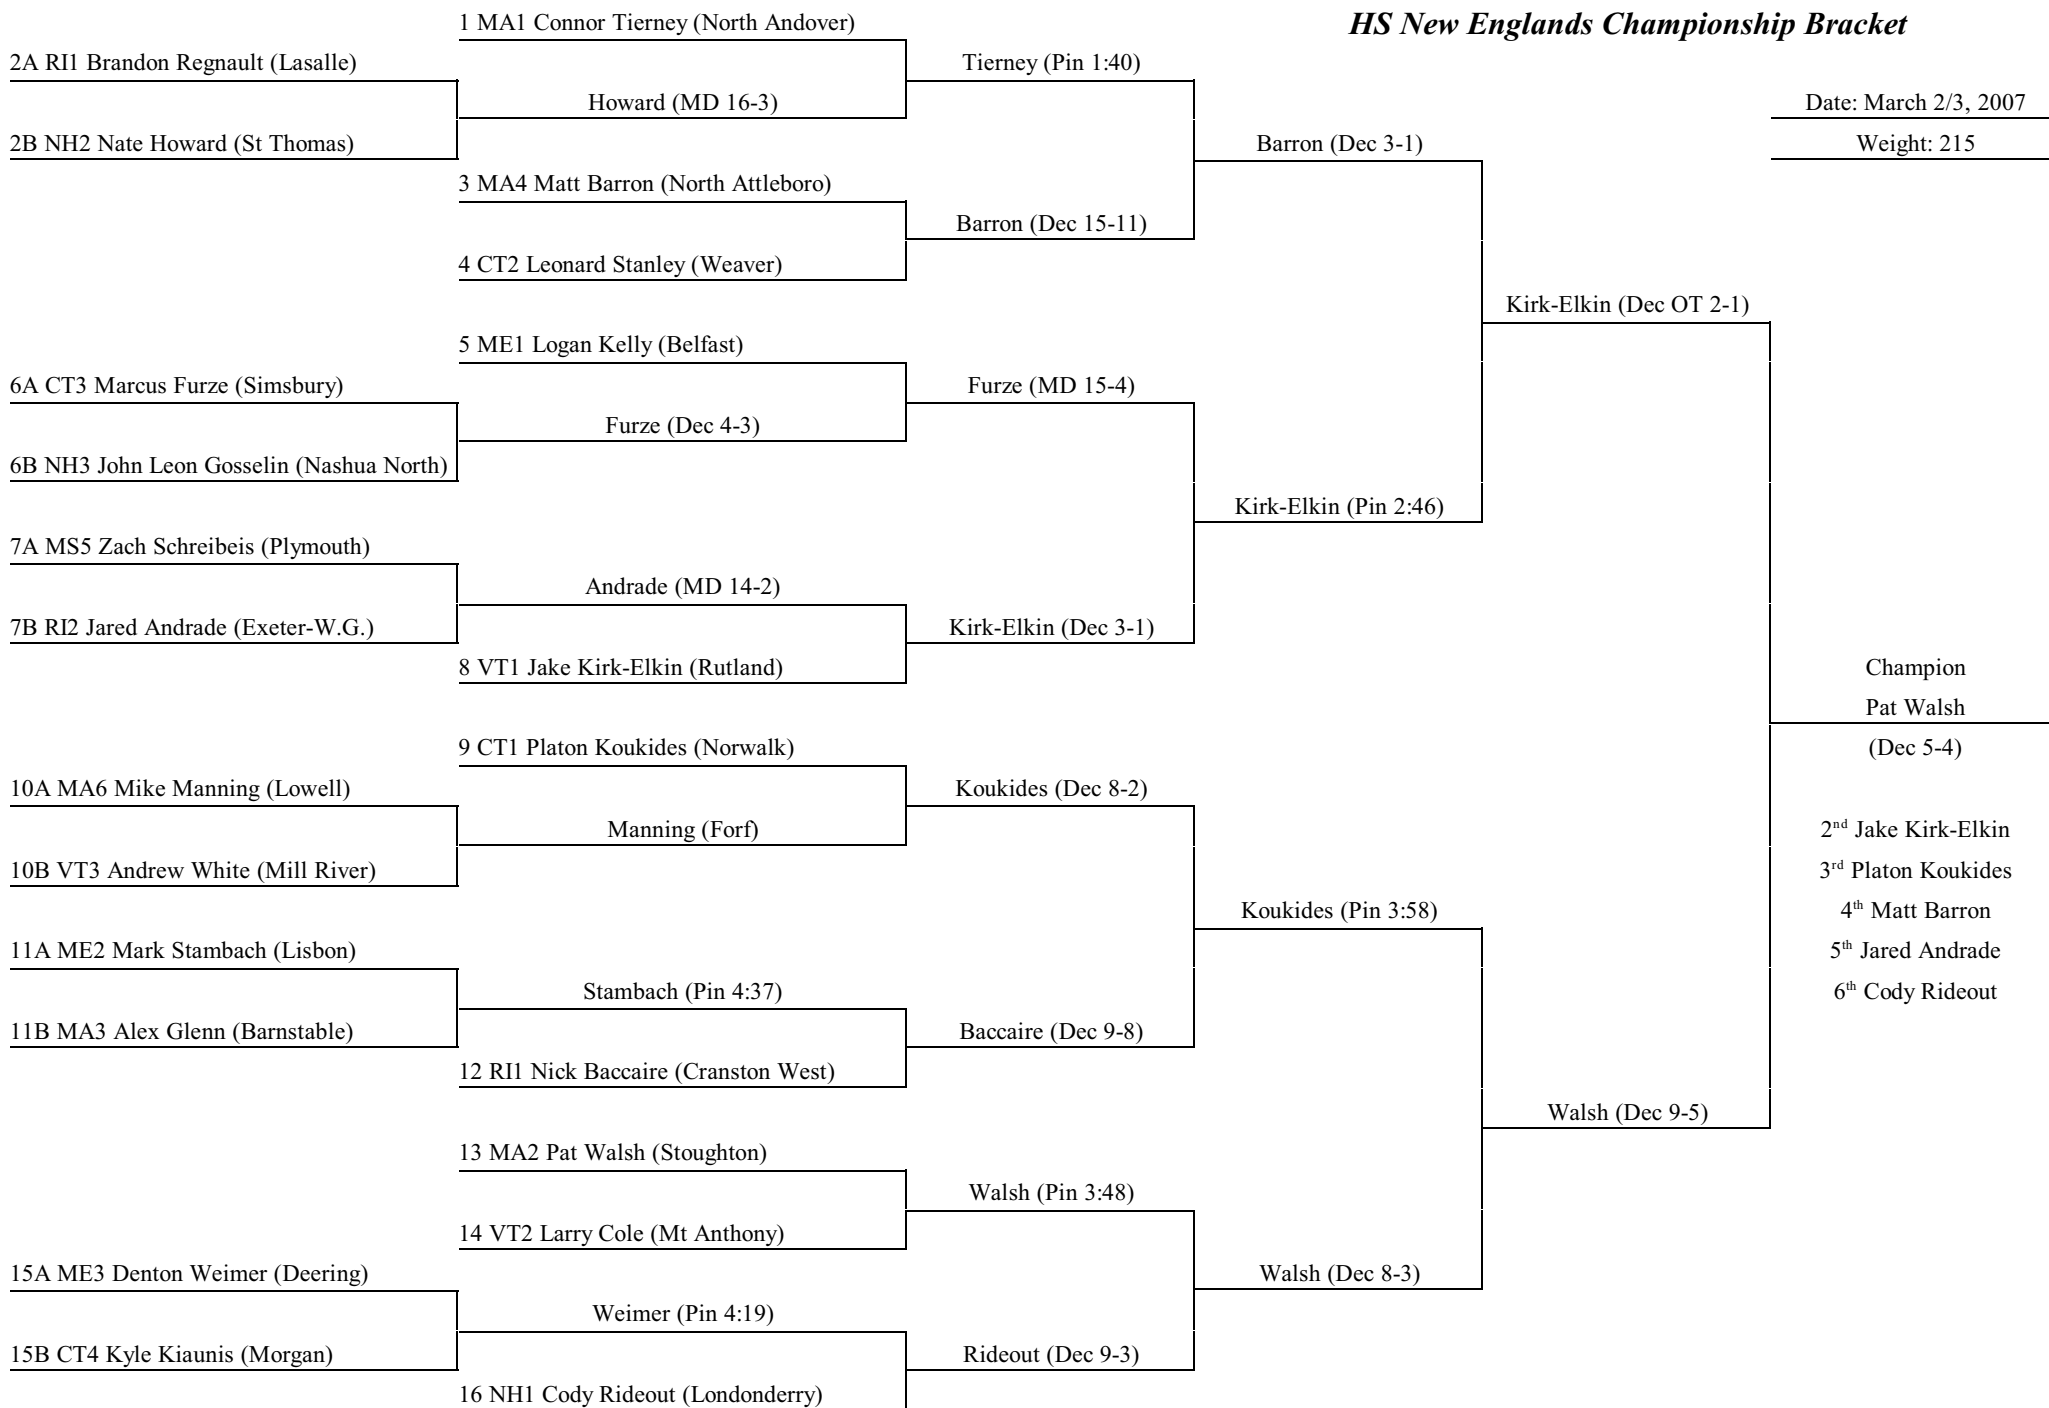 HS New Englands Championship Bracket
1 MA1 Connor Tierney (North Andover)
2A RI1 Brandon Regnault (Lasalle)
Tierney (Pin 1:40)
Howard (MD 16-3)
Date: March 2/3, 2007
2B NH2 Nate Howard (St Thomas)
Barron (Dec 3-1)
Weight: 215
3 MA4 Matt Barron (North Attleboro)
Barron (Dec 15-11)
4 CT2 Leonard Stanley (Weaver)
Kirk-Elkin (Dec OT 2-1)
5 ME1 Logan Kelly (Belfast)
6A CT3 Marcus Furze (Simsbury)
Furze (MD 15-4)
Furze (Dec 4-3)
6B NH3 John Leon Gosselin (Nashua North)
Kirk-Elkin (Pin 2:46)
7A MS5 Zach Schreibeis (Plymouth)
Andrade (MD 14-2)
7B RI2 Jared Andrade (Exeter-W.G.)
Kirk-Elkin (Dec 3-1)
8 VT1 Jake Kirk-Elkin (Rutland)
Champion
Pat Walsh
(Dec 5-4)
9 CT1 Platon Koukides (Norwalk)
10A MA6 Mike Manning (Lowell)
Koukides (Dec 8-2)
Manning (Forf)
2nd Jake Kirk-Elkin
10B VT3 Andrew White (Mill River)
3rd Platon Koukides
Koukides (Pin 3:58)
4th Matt Barron
11A ME2 Mark Stambach (Lisbon)
5th Jared Andrade
Stambach (Pin 4:37)
6th Cody Rideout
11B MA3 Alex Glenn (Barnstable)
Baccaire (Dec 9-8)
12 RI1 Nick Baccaire (Cranston West)
Walsh (Dec 9-5)
13 MA2 Pat Walsh (Stoughton)
Walsh (Pin 3:48)
14 VT2 Larry Cole (Mt Anthony)
15A ME3 Denton Weimer (Deering)
Walsh (Dec 8-3)
Weimer (Pin 4:19)
15B CT4 Kyle Kiaunis (Morgan)
Rideout (Dec 9-3)
16 NH1 Cody Rideout (Londonderry)